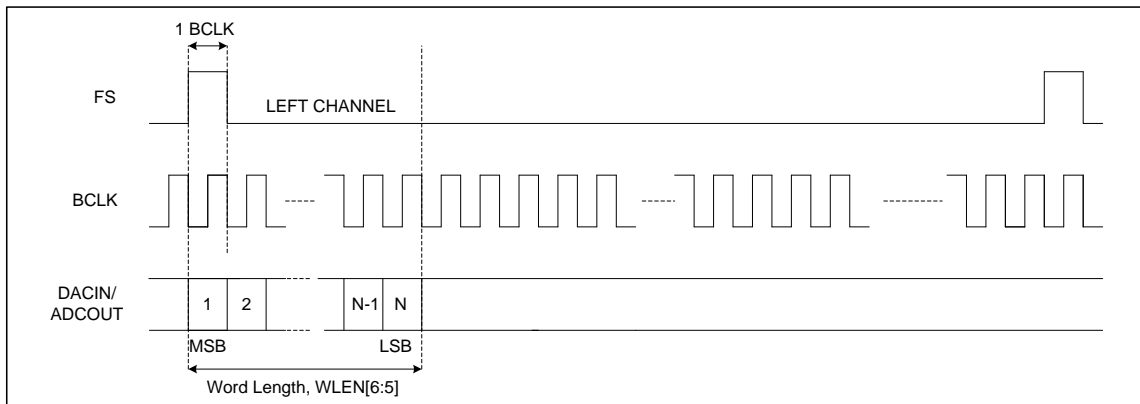 1 BCLK
FS
LEFT CHANNEL
BCLK
DACIN/
ADCOUT
1 2 N-1 N
MSB LSB
Word Length, WLEN[6:5]